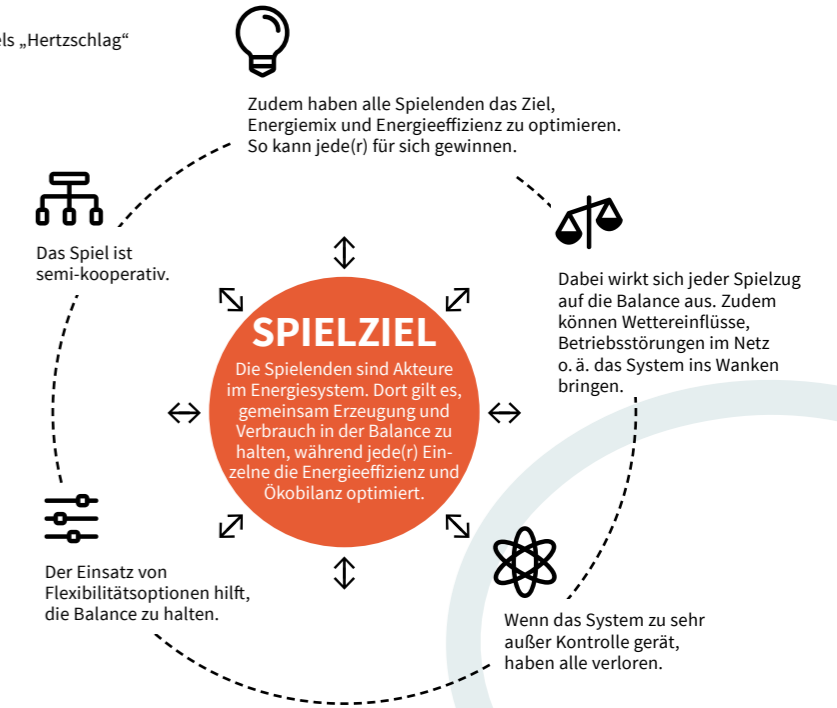 els „Hertzschlag“
Zudem haben alle Spielenden das Ziel,
Energiemix und Energieeffizienz zu optimieren.
So kann jede(r) für sich gewinnen.
Das Spiel ist
semi-kooperativ.
Dabei wirkt sich jeder Spielzug
auf die Balance aus. Zudem
können Wettereinflüsse,
Betriebsstörungen im Netz
o. ä. das System ins Wanken
bringen.
SPIELZIEL
Die Spielenden sind Akteure
im Energiesystem. Dort gilt es,
gemeinsam Erzeugung und
Verbrauch in der Balance zu
halten, während jede(r) Ein-
zelne die Energieeffizienz und
Ökobilanz optimiert.
Der Einsatz von
Flexibilitätsoptionen hilft,
die Balance zu halten.
Wenn das System zu sehr
außer Kontrolle gerät,
haben alle verloren.